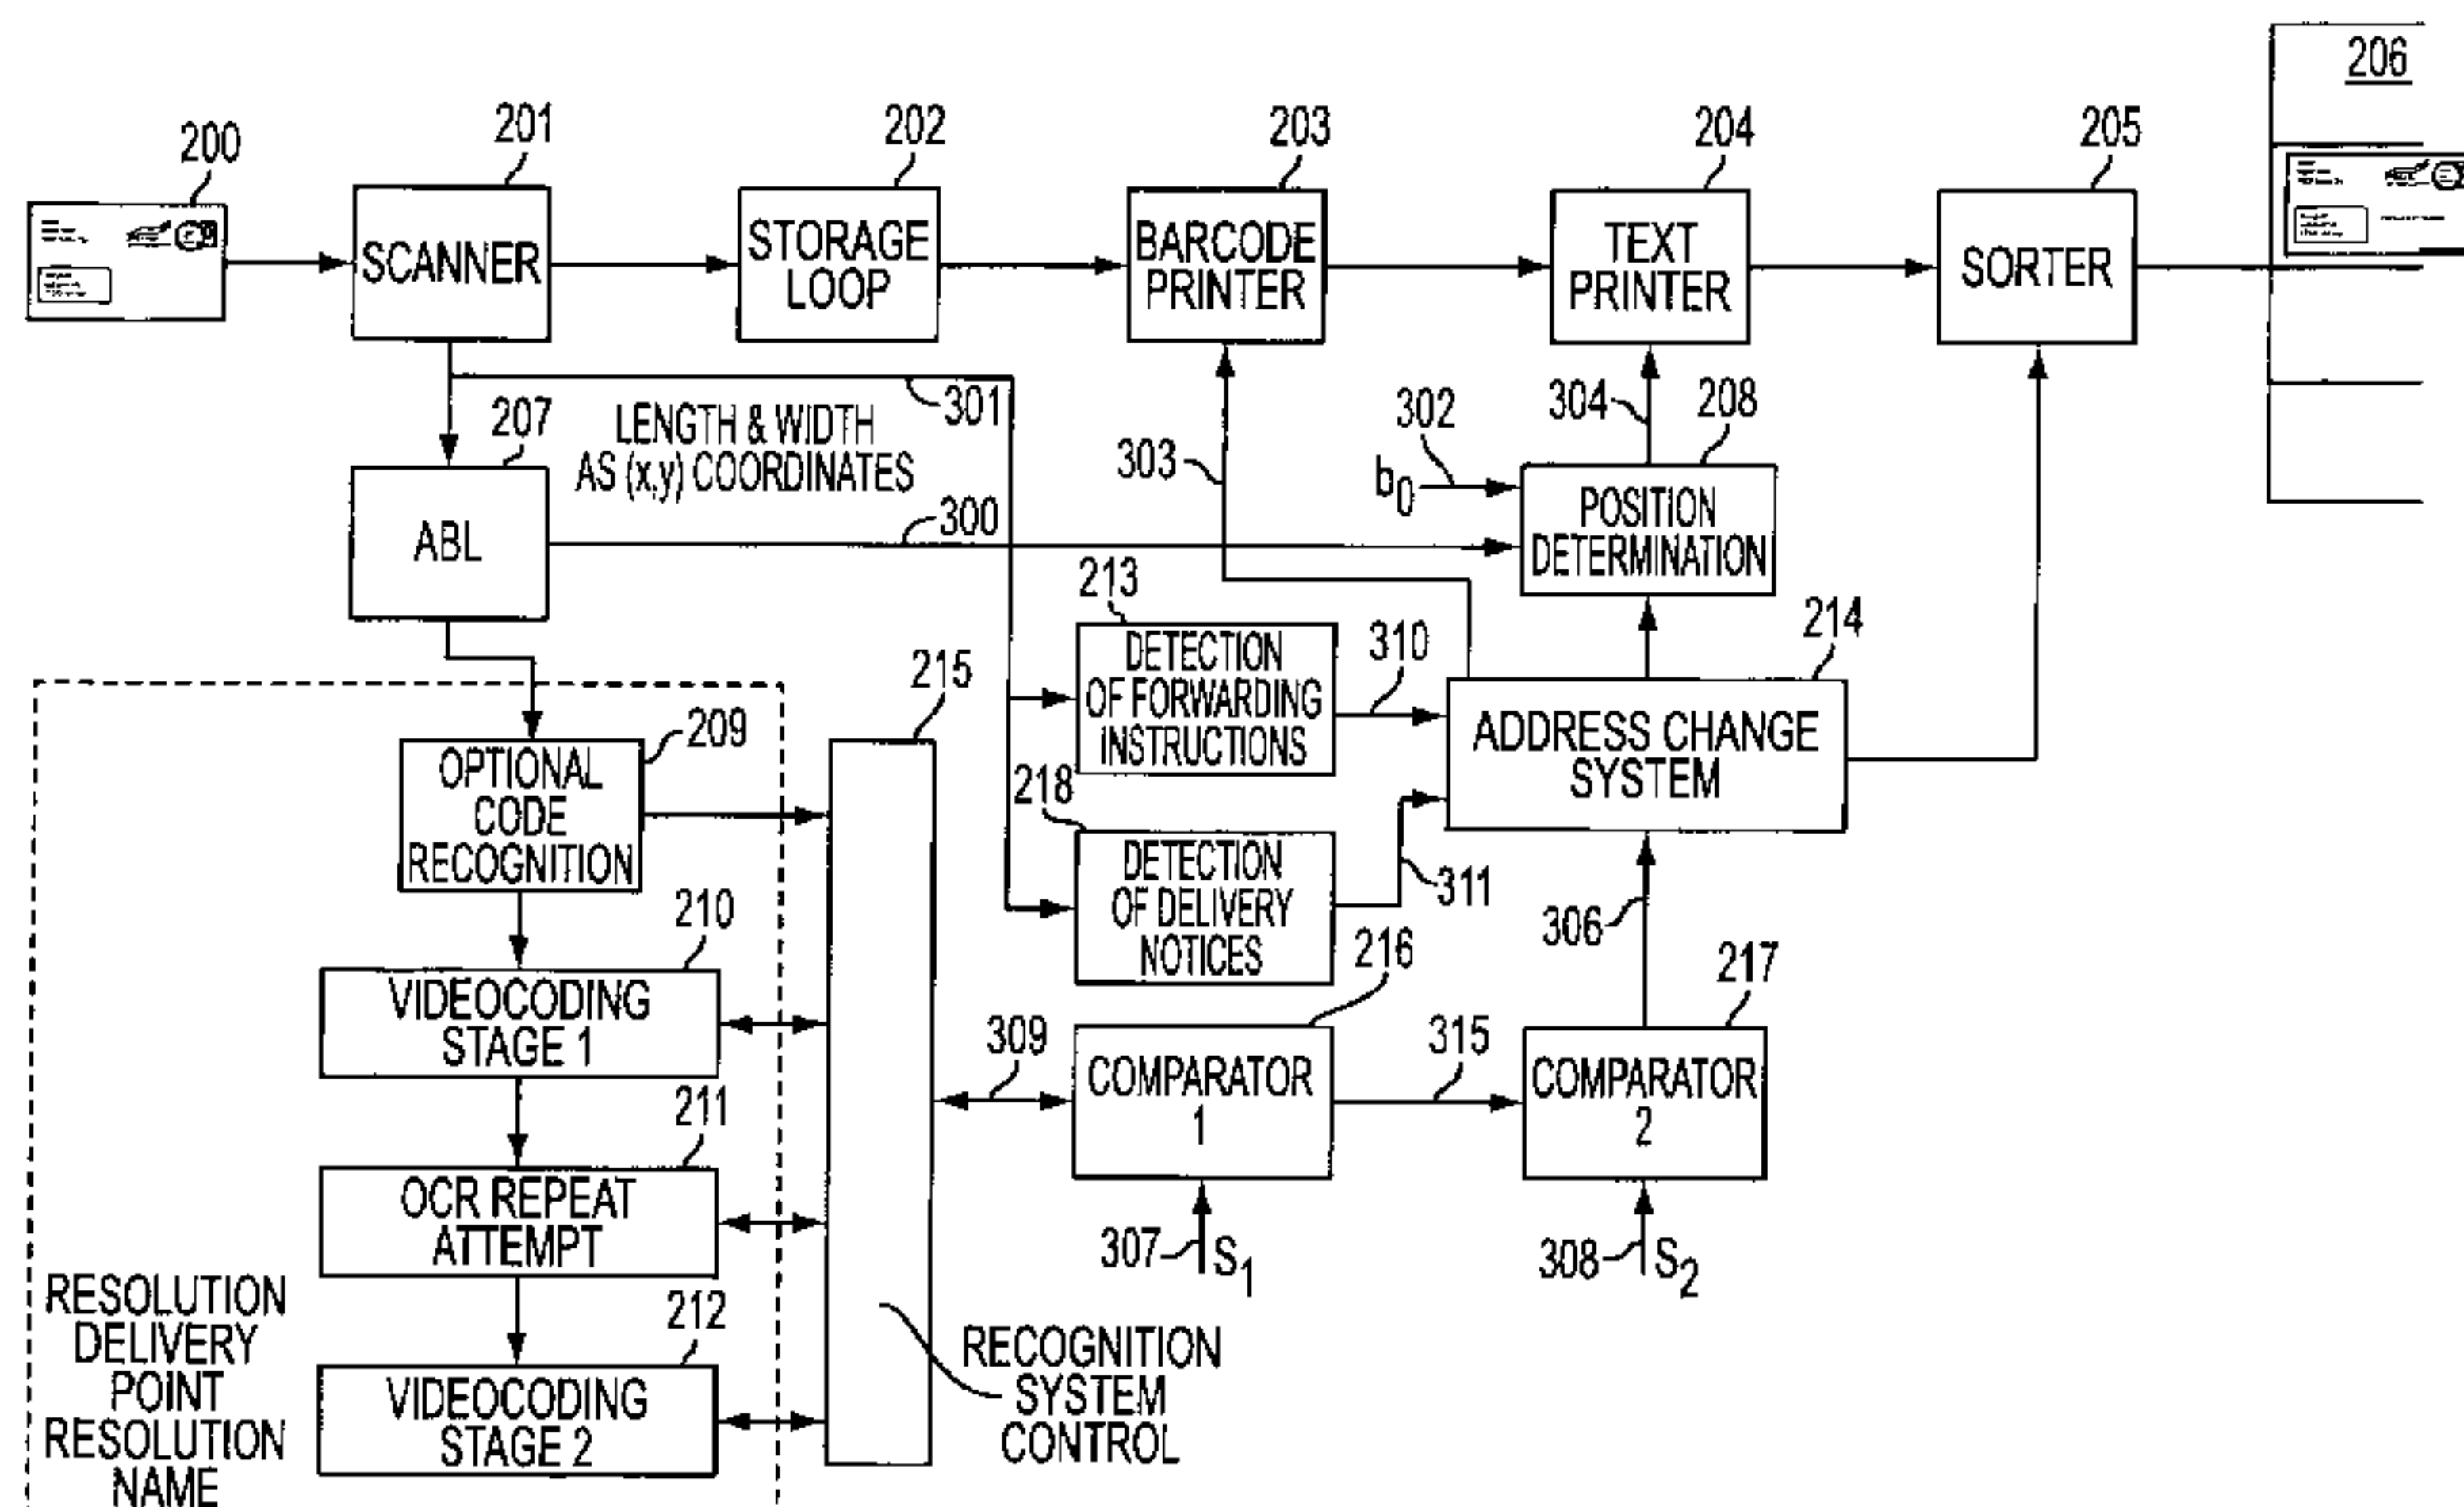 206
200
201
202
203
204
205
SCANNER
STORAGE
LOOP
BARCODE
PRINTER
TEXT
PRINTER
SORTER
301
207
LENGTH & WIDTH
AS (x,y) COORDINATES
303
302
b0
304
208
ABL
300
POSITION
DETERMINATION
213
DETECTION
OF FORWARDING
INSTRUCTIONS
310
214
ADDRESS CHANGE
SYSTEM
215
209
OPTIONAL
CODE
RECOGNITION
218
DETECTION
OF DELIVERY
NOTICES
311
306
210
VIDEOCODING
STAGE 1
216
217
309
COMPARATOR
1
315
COMPARATOR
2
211
OCR REPEAT
ATTEMPT
307
S1
308
S2
212
VIDEOCODING
STAGE 2
RESOLUTION
DELIVERY
POINT
RESOLUTION
NAME
RECOGNITION
SYSTEM
CONTROL